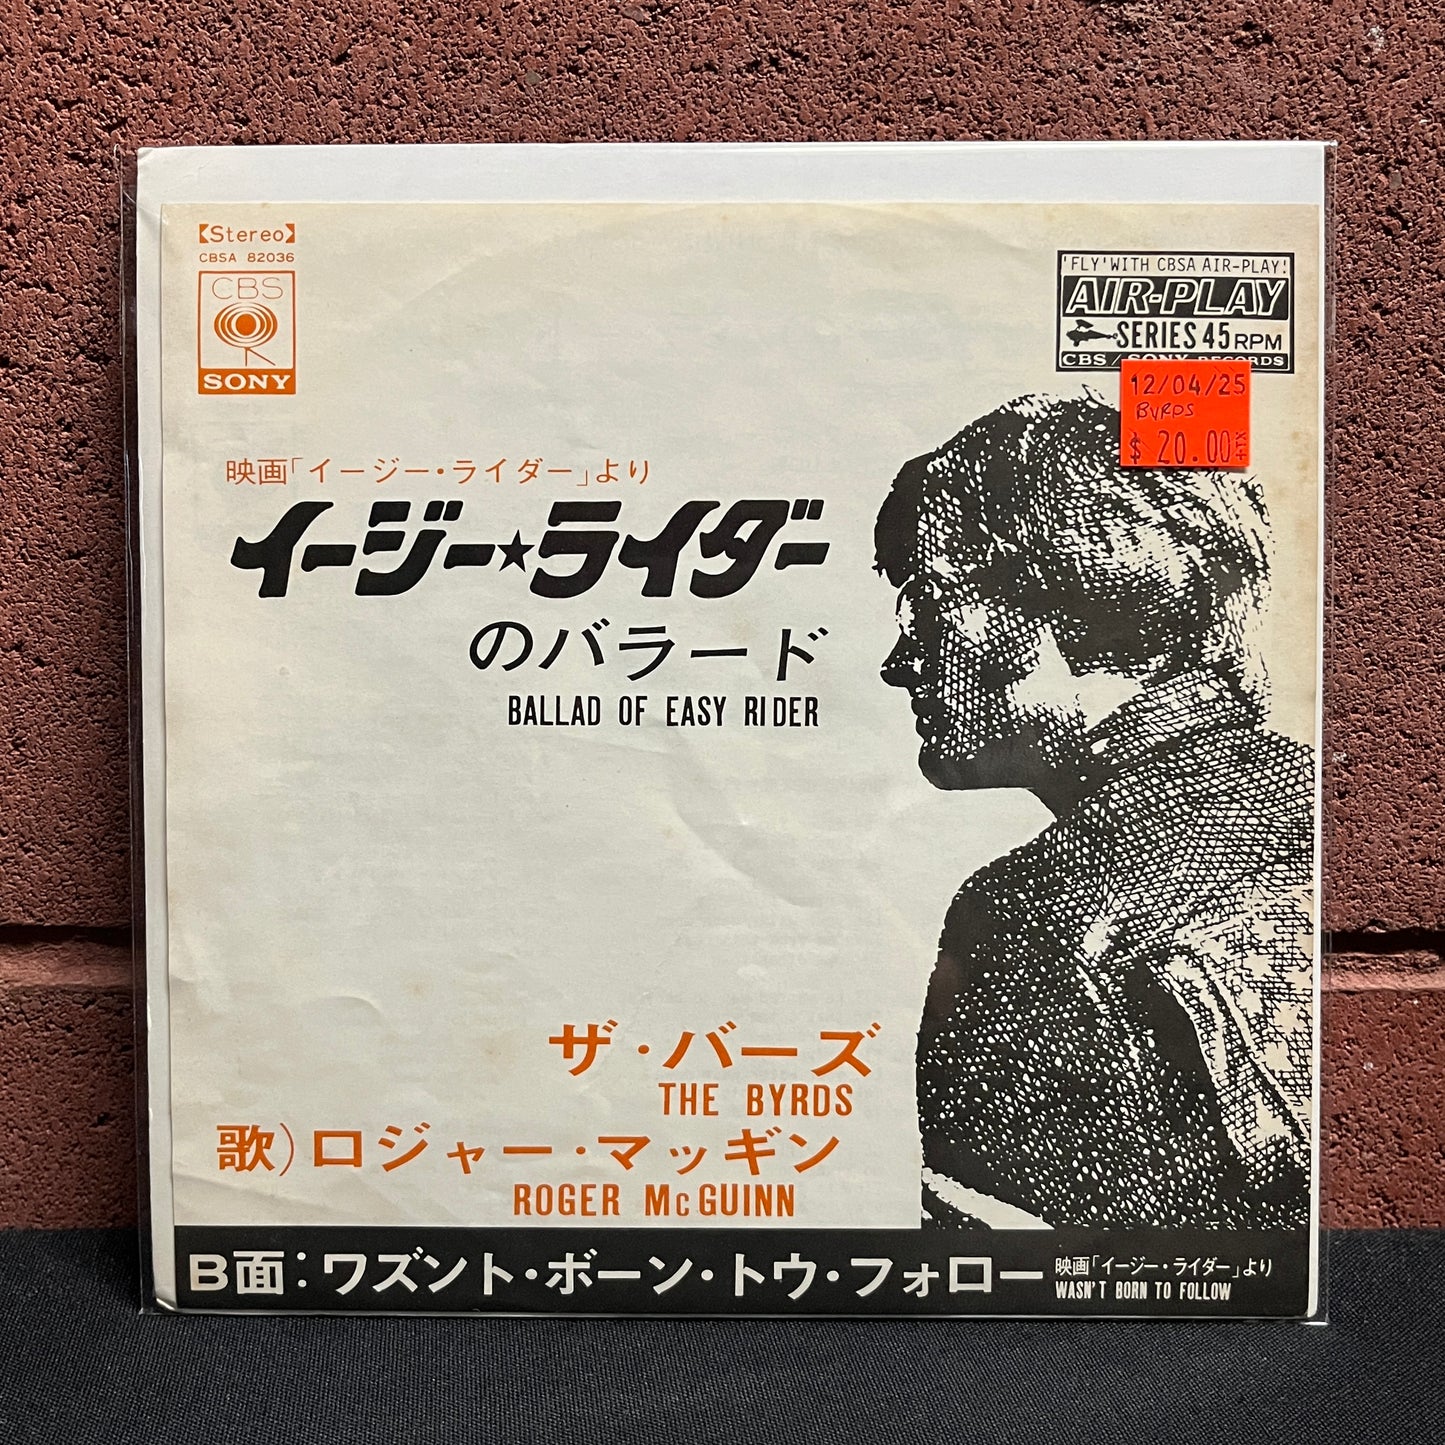 【Stereo】
CBSA 82036
CBS
SONY
'FLY' WITH CBSA AIR-PLAY!
AIR-PLAY
SERIES 45 RPM
CBS / SONY RECORDS
12/04/25
BYRDS
$ 20.00 +TX
映画「イージー・ライダー」より
イージー★ライダー
のバラード
BALLAD OF EASY RIDER
ザ・バーズ
THE BYRDS
歌)ロジャー・マッギン
ROGER McGUINN
B面:ワズント・ボーン・トウ・フォロー
映画「イージー・ライダー」より
WASN'T BORN TO FOLLOW